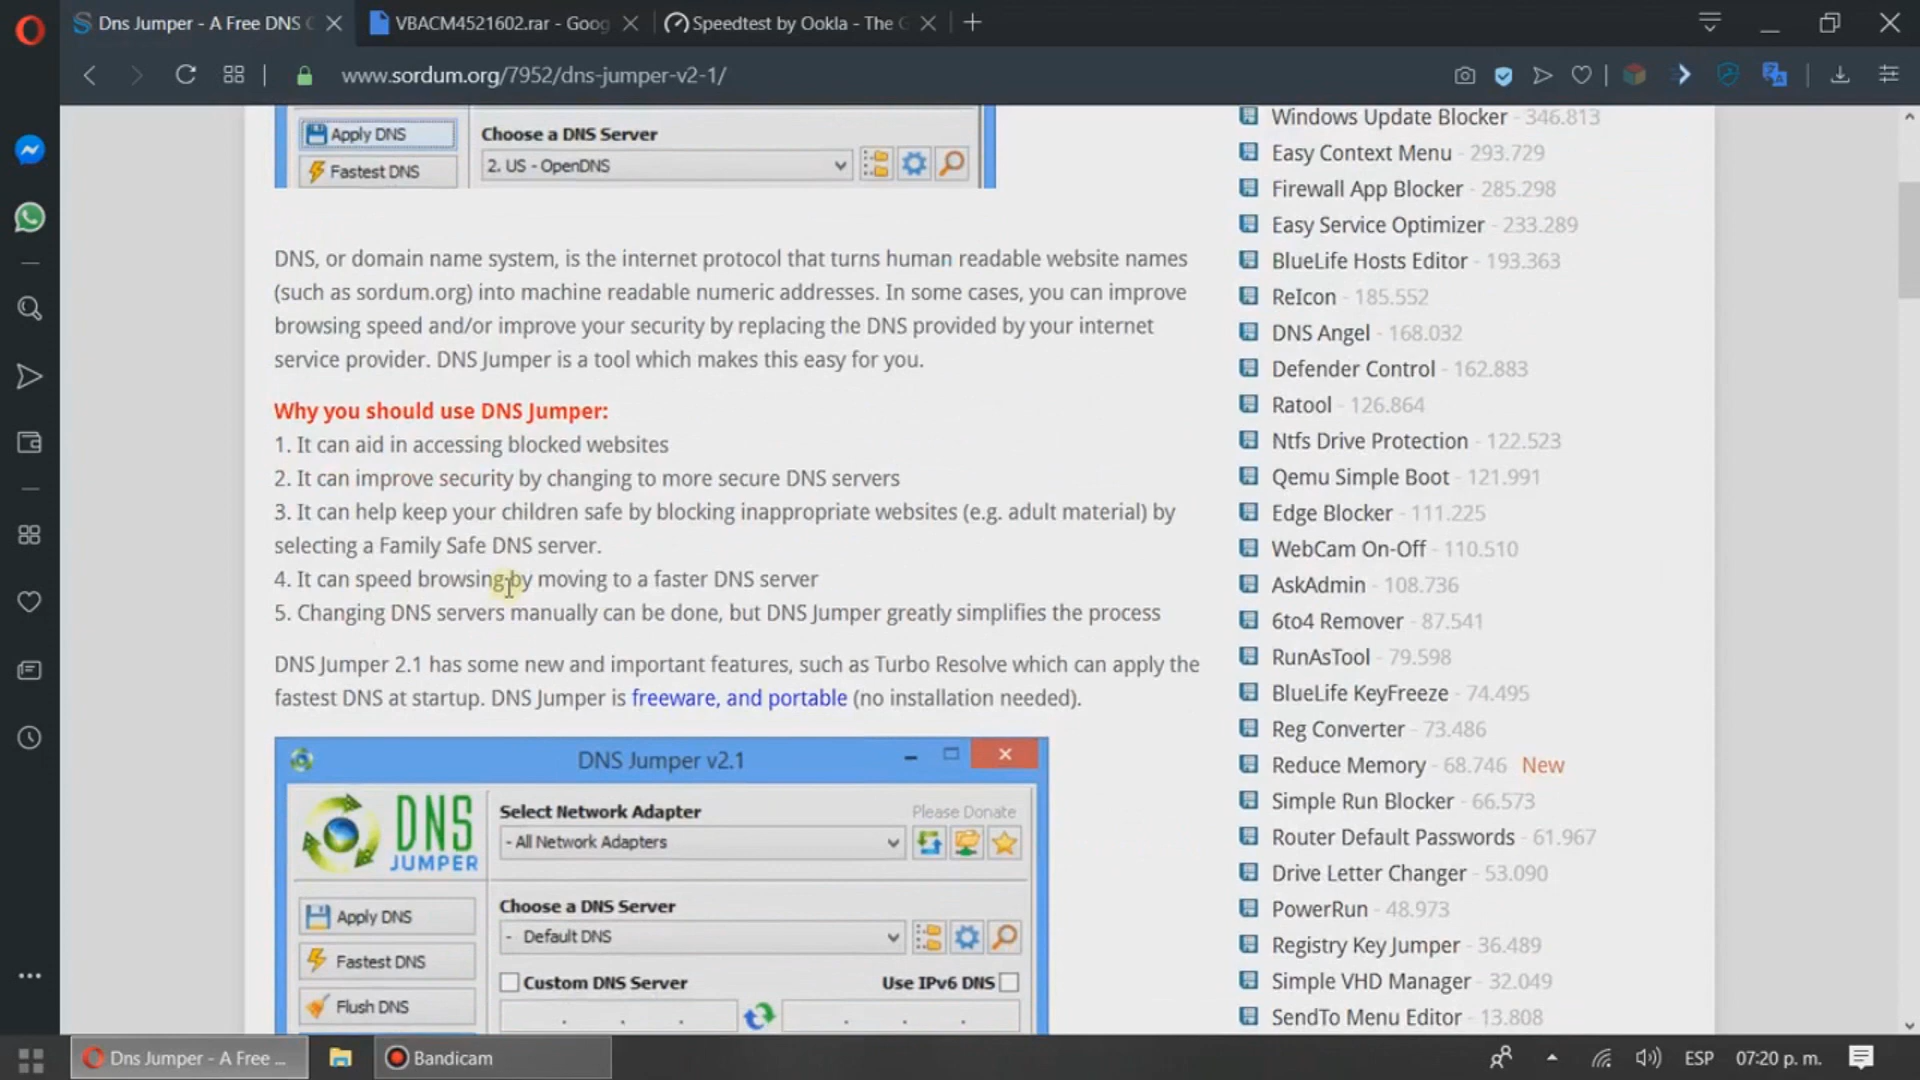 Dns Jumper - A Free DNS C
VBACM4521602.rar - Goog
Speedtest by Ookla - The G
www.sordum.org/7952/dns-jumper-v2-1/
Apply DNS
Choose a DNS Server
Fastest DNS
2. US - OpenDNS
DNS, or domain name system, is the internet protocol that turns human readable website names
(such as sordum.org) into machine readable numeric addresses. In some cases, you can improve
browsing speed and/or improve your security by replacing the DNS provided by your internet
service provider. DNS Jumper is a tool which makes this easy for you.
Why you should use DNS Jumper:
1. It can aid in accessing blocked websites
2. It can improve security by changing to more secure DNS servers
3. It can help keep your children safe by blocking inappropriate websites (e.g. adult material) by
selecting a Family Safe DNS server.
4. It can speed browsing by moving to a faster DNS server
5. Changing DNS servers manually can be done, but DNS Jumper greatly simplifies the process
DNS Jumper 2.1 has some new and important features, such as Turbo Resolve which can apply the
fastest DNS at startup. DNS Jumper is freeware, and portable (no installation needed).
DNS Jumper v2.1
DNS
JUMPER
Select Network Adapter
Please Donate
- All Network Adapters
Apply DNS
Fastest DNS
Flush DNS
Choose a DNS Server
- Default DNS
Custom DNS Server
Use IPv6 DNS
Windows Update Blocker - 346.813
Easy Context Menu - 293.729
Firewall App Blocker - 285.298
Easy Service Optimizer - 233.289
BlueLife Hosts Editor - 193.363
ReIcon - 185.552
DNS Angel - 168.032
Defender Control - 162.883
Ratool - 126.864
Ntfs Drive Protection - 122.523
Qemu Simple Boot - 121.991
Edge Blocker - 111.225
WebCam On-Off - 110.510
AskAdmin - 108.736
6to4 Remover - 87.541
RunAsTool - 79.598
BlueLife KeyFreeze - 74.495
Reg Converter - 73.486
Reduce Memory - 68.746 New
Simple Run Blocker - 66.573
Router Default Passwords - 61.967
Drive Letter Changer - 53.090
PowerRun - 48.973
Registry Key Jumper - 36.489
Simple VHD Manager - 32.049
SendTo Menu Editor - 13.808
Dns Jumper - A Free ...
Bandicam
ESP
07:20 p. m.